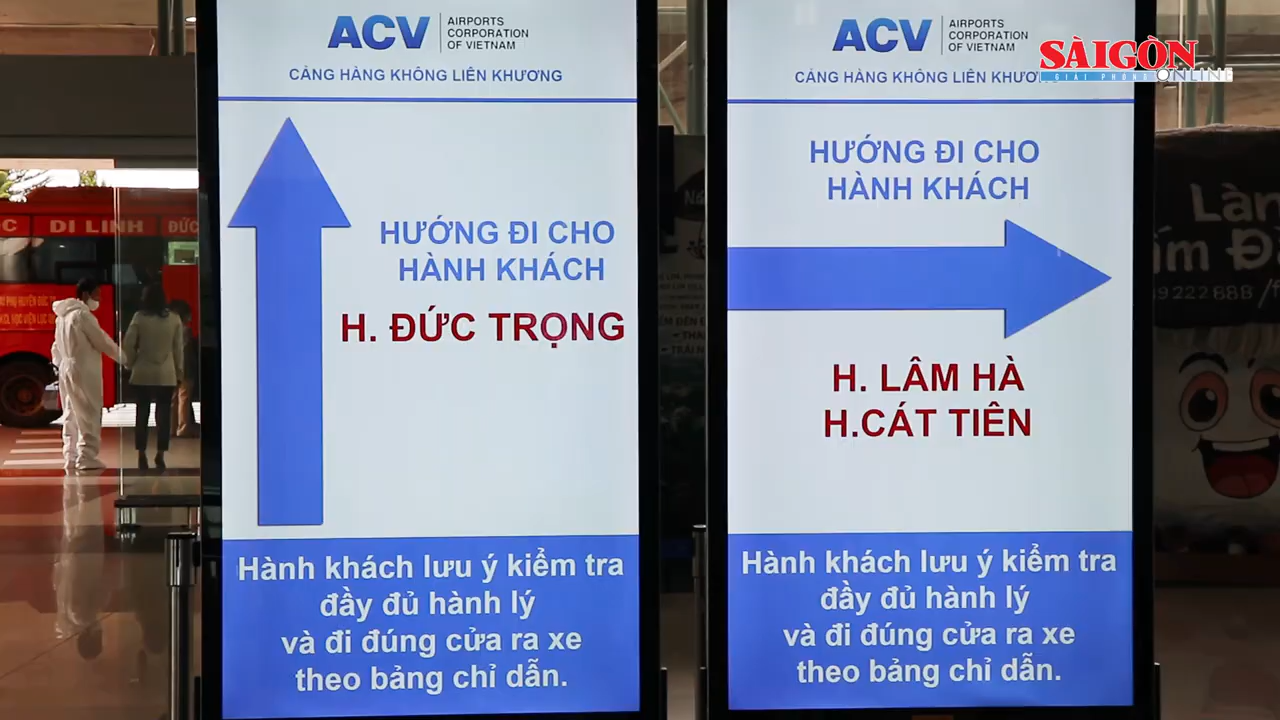 ACV
AIRPORTS
CORPORATION
OF VIETNAM
CẢNG HÀNG KHÔNG LIÊN KHƯƠNG
HƯỚNG ĐI CHO
HÀNH KHÁCH
H. ĐỨC TRỌNG
Hành khách lưu ý kiểm tra
đầy đủ hành lý
và đi đúng cửa ra xe
theo bảng chỉ dẫn.
ACV
AIRPORTS
CORPORATION
OF VIETNAM
CẢNG HÀNG KHÔNG LIÊN KHƯƠNG
HƯỚNG ĐI CHO
HÀNH KHÁCH
H. LÂM HÀ
H.CÁT TIÊN
Hành khách lưu ý kiểm tra
đầy đủ hành lý
và đi đúng cửa ra xe
theo bảng chỉ dẫn.
SÀIGÒN
GIẢI PHÓNG ONLINE
DI LINH
ĐỨC